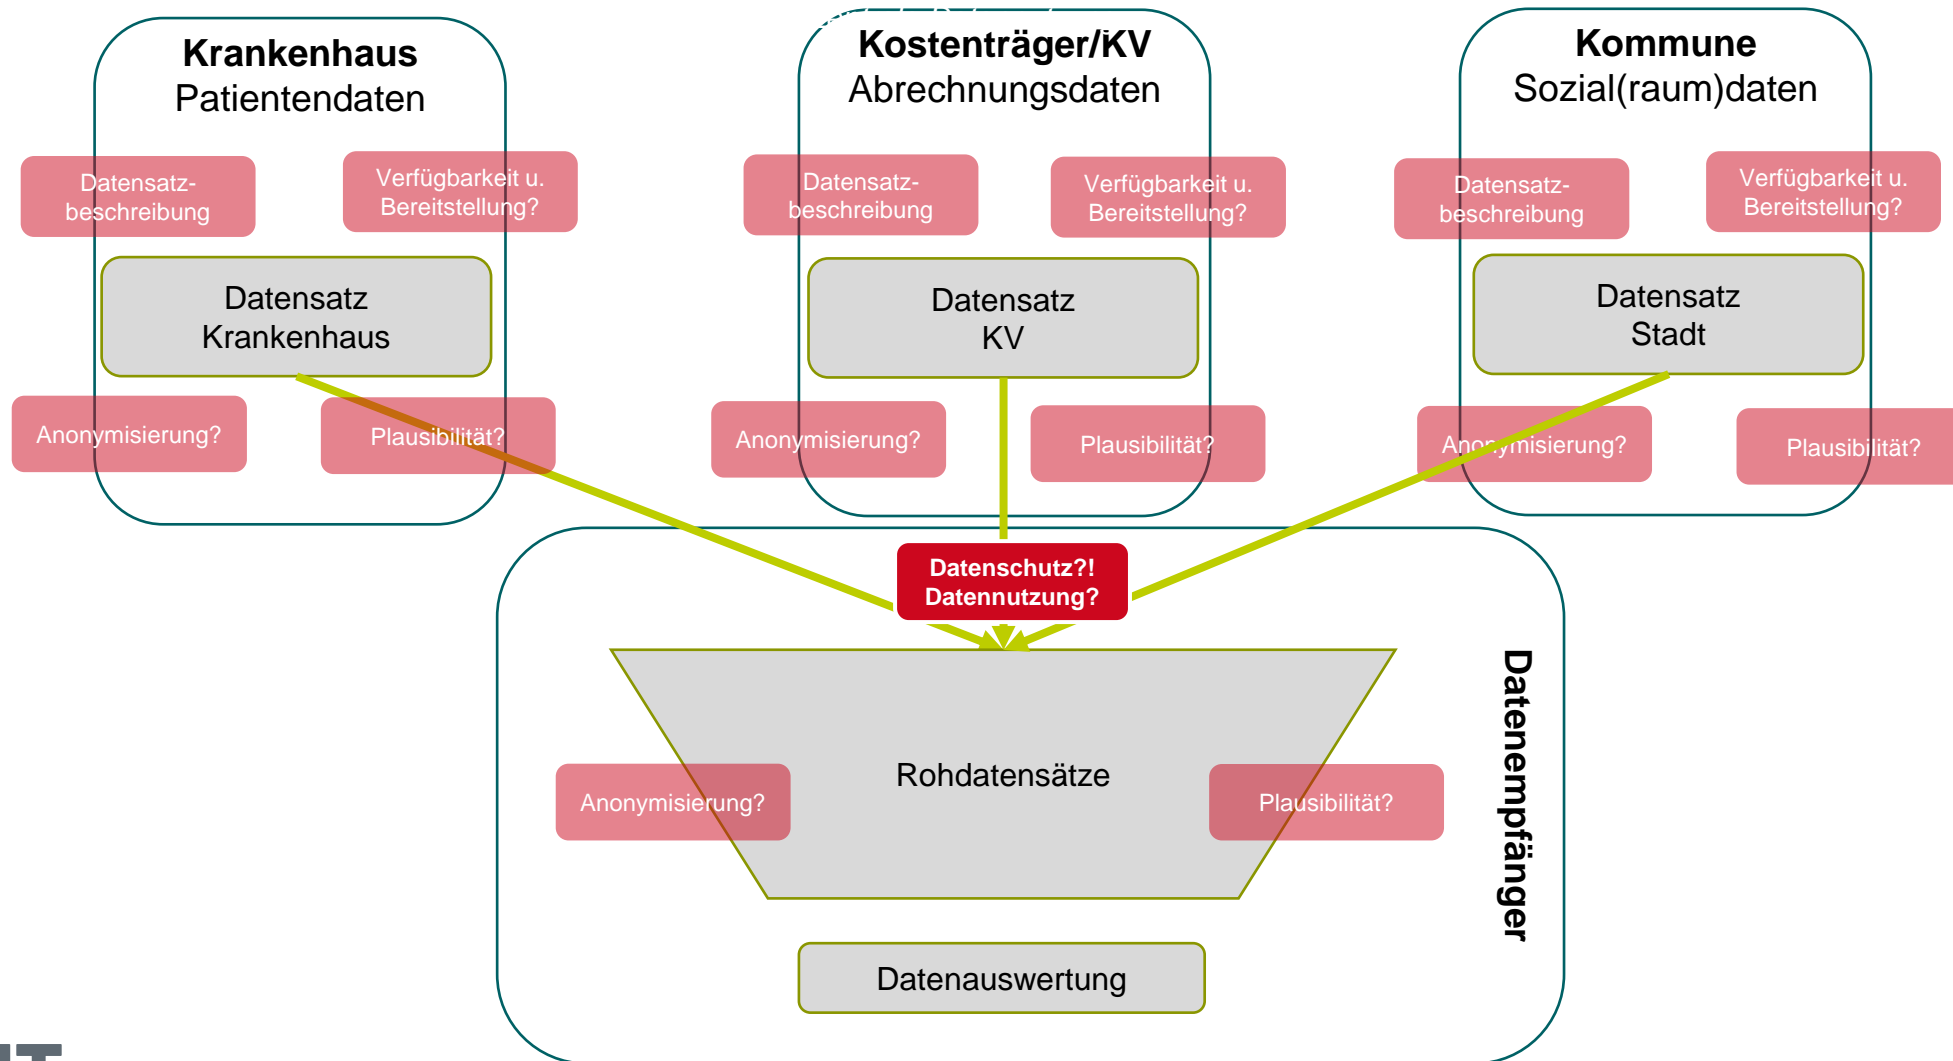 Krankenhaus
Patientendaten
Datensatz-
beschreibung
Verfügbarkeit u.
Bereitstellung?
Datensatz
Krankenhaus
Anonymisierung?
Plausibilität?
Kostenträger/KV
Abrechnungsdaten
Datensatz-
beschreibung
Verfügbarkeit u.
Bereitstellung?
Datensatz
KV
Anonymisierung?
Plausibilität?
Kommune
Sozial(raum)daten
Datensatz-
beschreibung
Verfügbarkeit u.
Bereitstellung?
Datensatz
Stadt
Anonymisierung?
Plausibilität?
Datenschutz?!
Datennutzung?
Rohdatensätze
Anonymisierung?
Plausibilität?
Datenempfänger
Datenauswertung